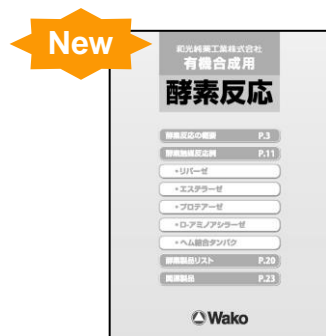 New
和光純薬工業株式会社
有機合成用
酵素反応
酵素反応の概要 P.3
酵素触媒反応例 P.11
・リパーゼ
・エステラーゼ
・プロテアーゼ
・D-アミノアシラーゼ
・ヘム結合タンパク
酵素製品リスト P.20
関連製品 P.23
Wako